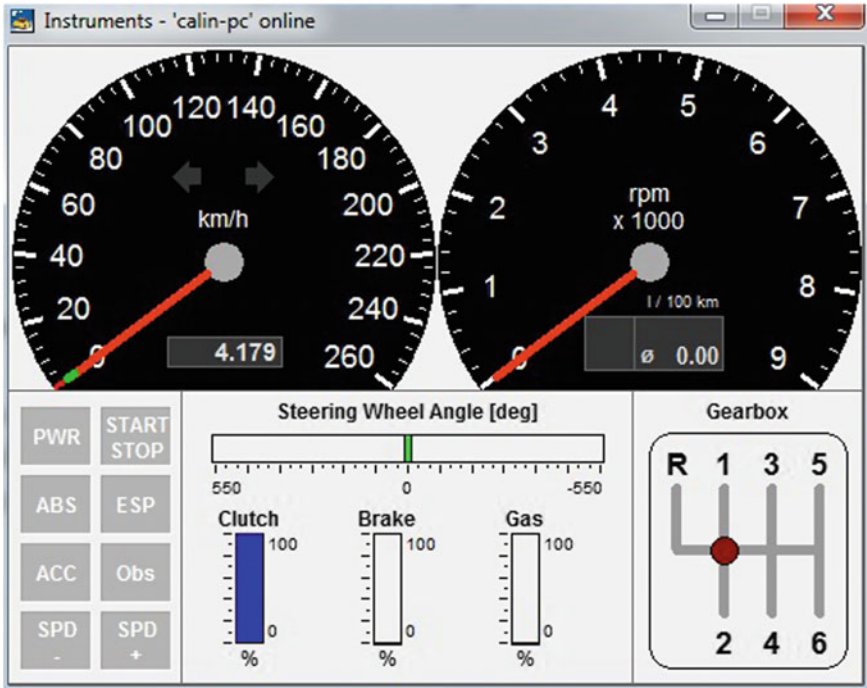 Instruments - 'calin-pc' online
0 20 40 60 80 100 120 140 160 180 200 220 240 260
km/h
4.179
0 1 2 3 4 5 6 7 8 9
rpm
x 1000
l / 100 km
ø 0.00
PWR START STOP
ABS ESP
ACC Obs
SPD - SPD +
Steering Wheel Angle [deg]
550 0 -550
Clutch Brake Gas
100 100 100
0 0 0
% % %
Gearbox
R 1 3 5
2 4 6